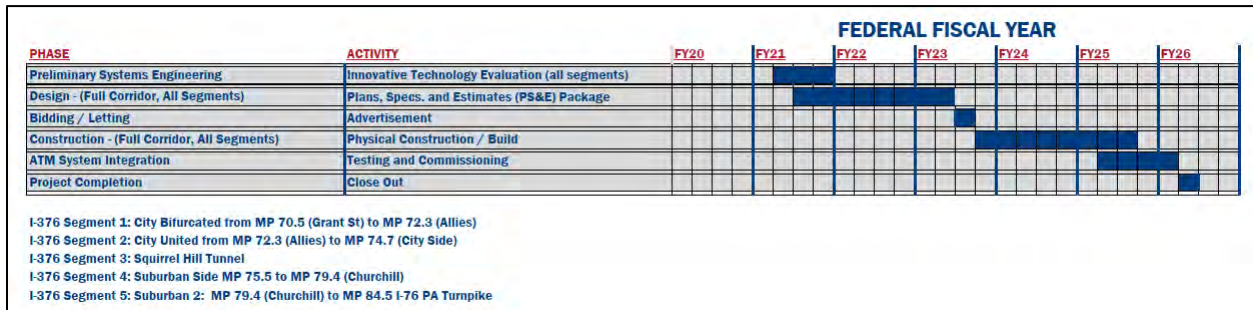 FEDERAL FISCAL YEAR
PHASE ACTIVITY FY20 FY21 FY22 FY23 FY24 FY25 FY26
Preliminary Systems Engineering Innovative Technology Evaluation (all segments)
Design - (Full Corridor, All Segments) Plans, Specs. and Estimates (PS&E) Package
Bidding / Letting Advertisement
Construction - (Full Corridor, All Segments) Physical Construction / Build
ATM System Integration Testing and Commissioning
Project Completion Close Out
I-376 Segment 1: City Bifurcated from MP 70.5 (Grant St) to MP 72.3 (Allies)
I-376 Segment 2: City United from MP 72.3 (Allies) to MP 74.7 (City Side)
I-376 Segment 3: Squirrel Hill Tunnel
I-376 Segment 4: Suburban Side MP 75.5 to MP 79.4 (Churchill)
I-376 Segment 5: Suburban 2: MP 79.4 (Churchill) to MP 84.5 I-76 PA Turnpike